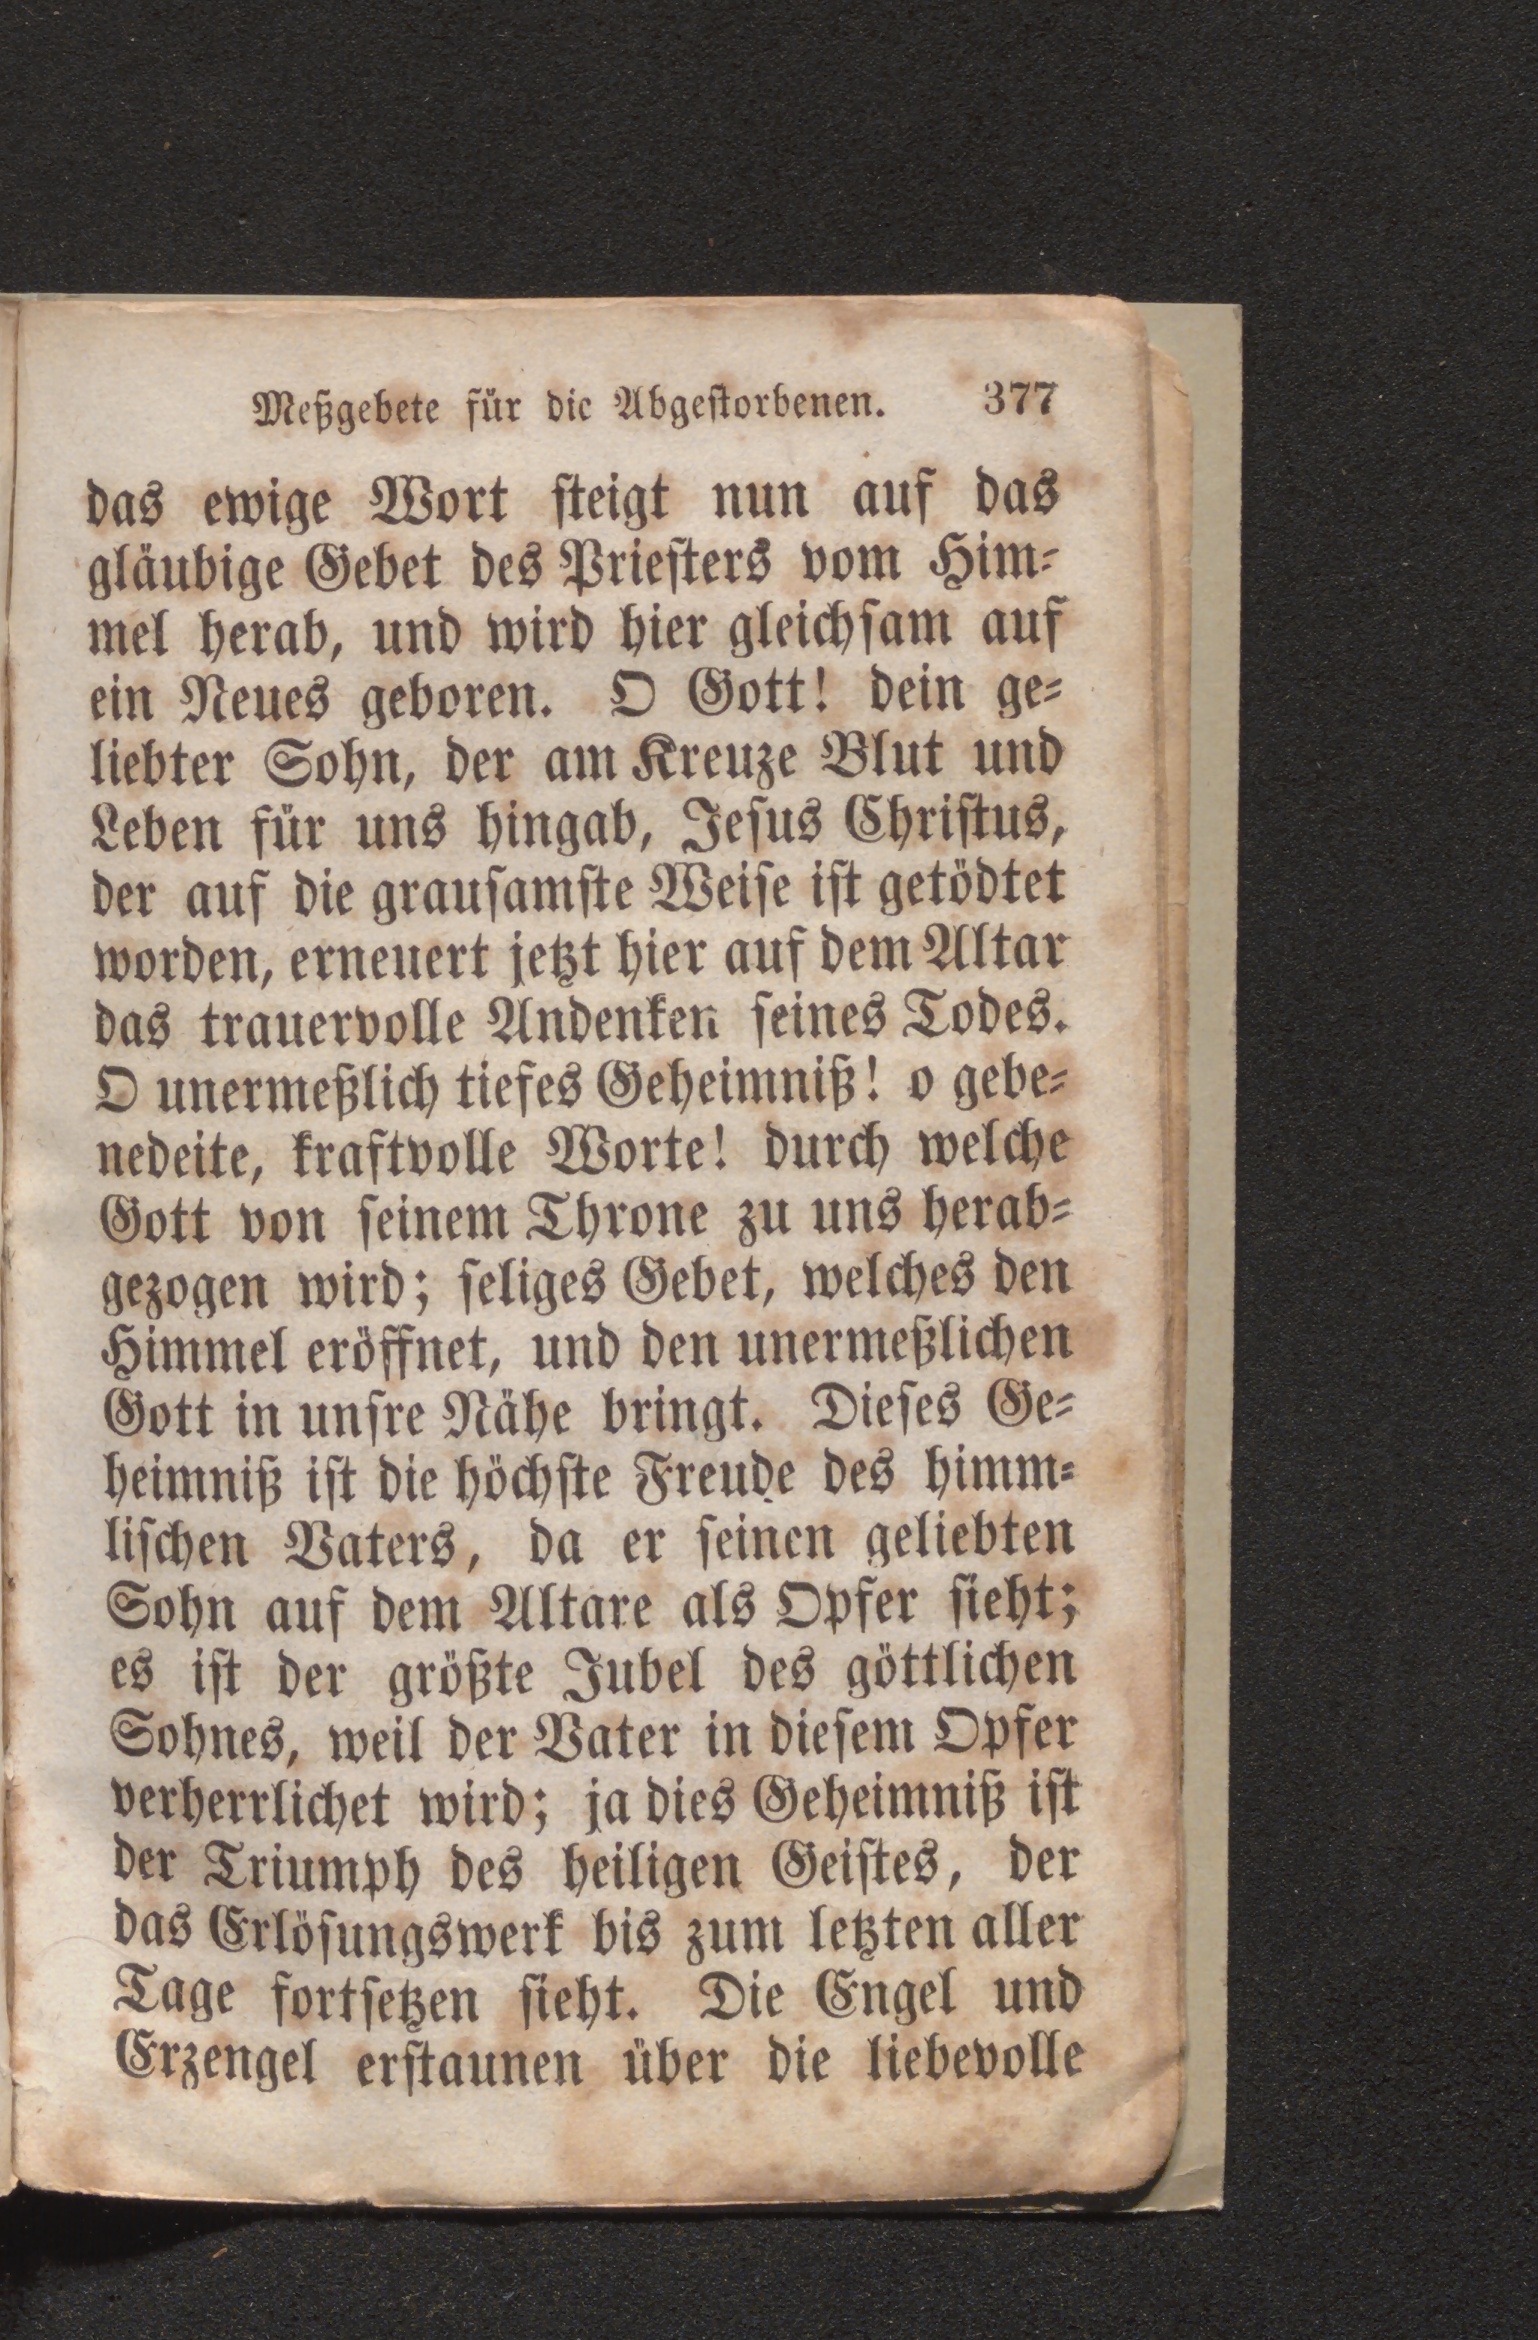 Meßgebete für die Abgestorbenen. 377
das ewige Wort steigt nun auf das
gläubige Gebet des Priesters vom Him-
mel herab, und wird hier gleichsam auf
ein Neues geboren. O Gott! dein ge-
liebter Sohn, der am Kreuze Blut und
Leben für uns hingab, Jesus Christus,
der auf die grausamste Weise ist getödtet
worden, erneuert jetzt hier auf dem Altar
das trauervolle Andenken seines Todes.
O unermeßlich tiefes Geheimniß! o gebe-
nedeite, kraftvolle Worte! durch welche
Gott von seinem Throne zu uns herab-
gezogen wird; seliges Gebet, welches den
Himmel eröffnet, und den unermeßlichen
Gott in unsre Nähe bringt. Dieses Ge-
heimniß ist die höchste Freude des himm-
lischen Vaters, da er seinen geliebten
Sohn auf dem Altare als Opfer sieht;
es ist der größte Jubel des göttlichen
Sohnes, weil der Vater in diesem Opfer
verherrlichet wird; ja dies Geheimniß ist
der Triumph des heiligen Geistes, der
das Erlösungswerk bis zum letzten aller
Tage fortsetzen sieht. Die Engel und
Erzengel erstaunen über die liebevolle